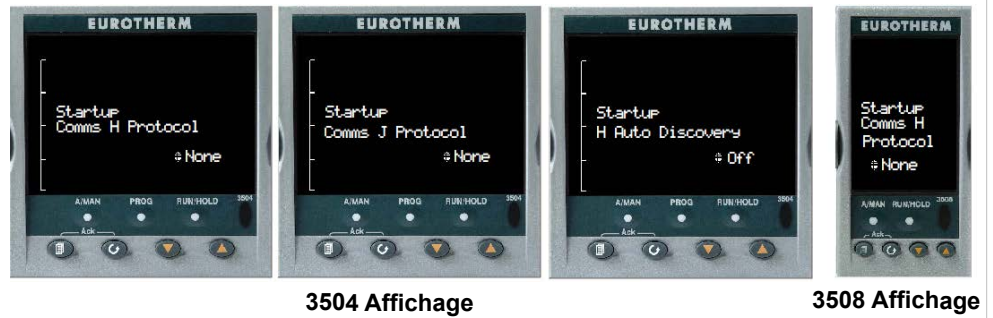 EUROTHERM
Startup
Comms H Protocol
None
3504
A/MAN PROG RUN/HOLD
Ack
EUROTHERM
Startup
Comms J Protocol
None
3504
A/MAN PROG RUN/HOLD
Ack
EUROTHERM
Startup
H Auto Discovery
Off
3504
A/MAN PROG RUN/HOLD
Ack
EUROTHERM
Startup
Comms H
Protocol
None
3508
A/MAN RUN/HOLD
Ack
3504 Affichage
3508 Affichage